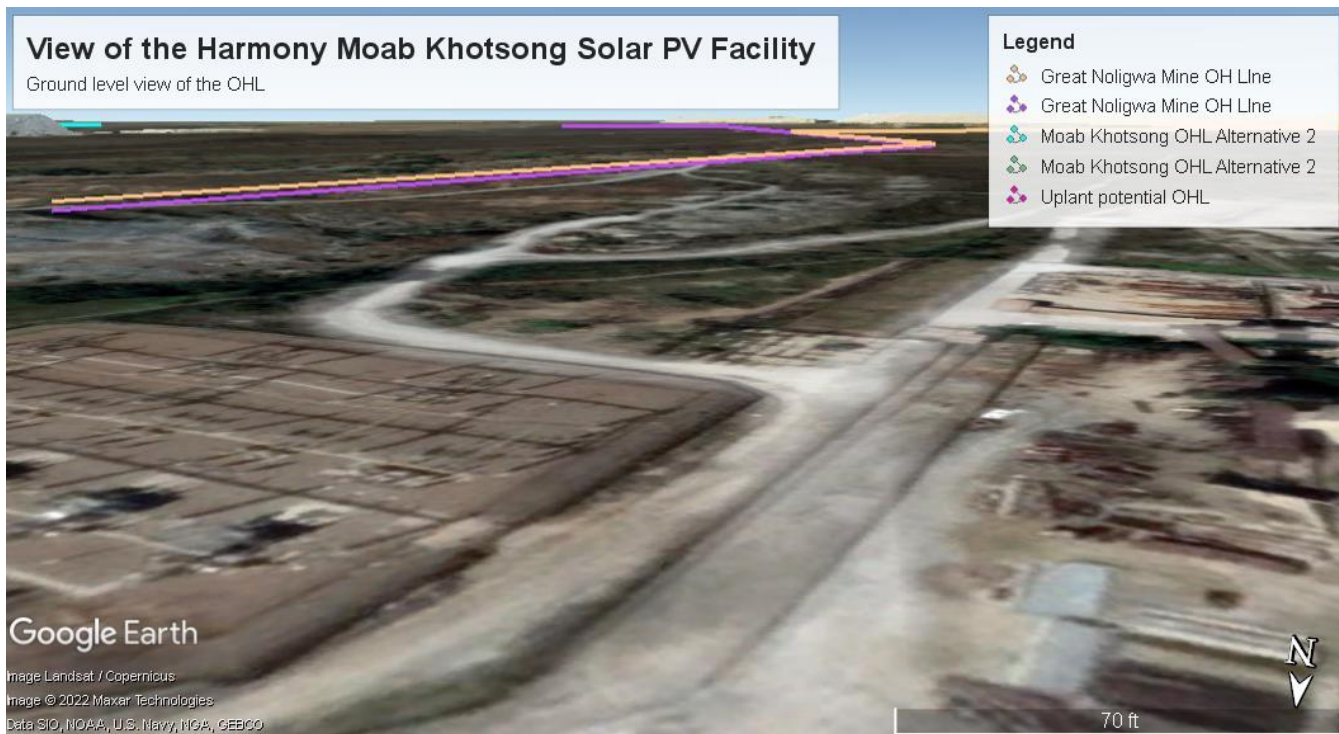 View of the Harmony Moab Khotsong Solar PV Facility
Ground level view of the OHL
Legend
Great Noligwa Mine OH LIne
Great Noligwa Mine OH LIne
Moab Khotsong OHL Alternative 2
Moab Khotsong OHL Alternative 2
Uplant potential OHL
Google Earth
Image Landsat / Copernicus
Image © 2022 Maxar Technologies
Data SIO, NOAA, U.S. Navy, NGA, GEBCO
N
70 ft